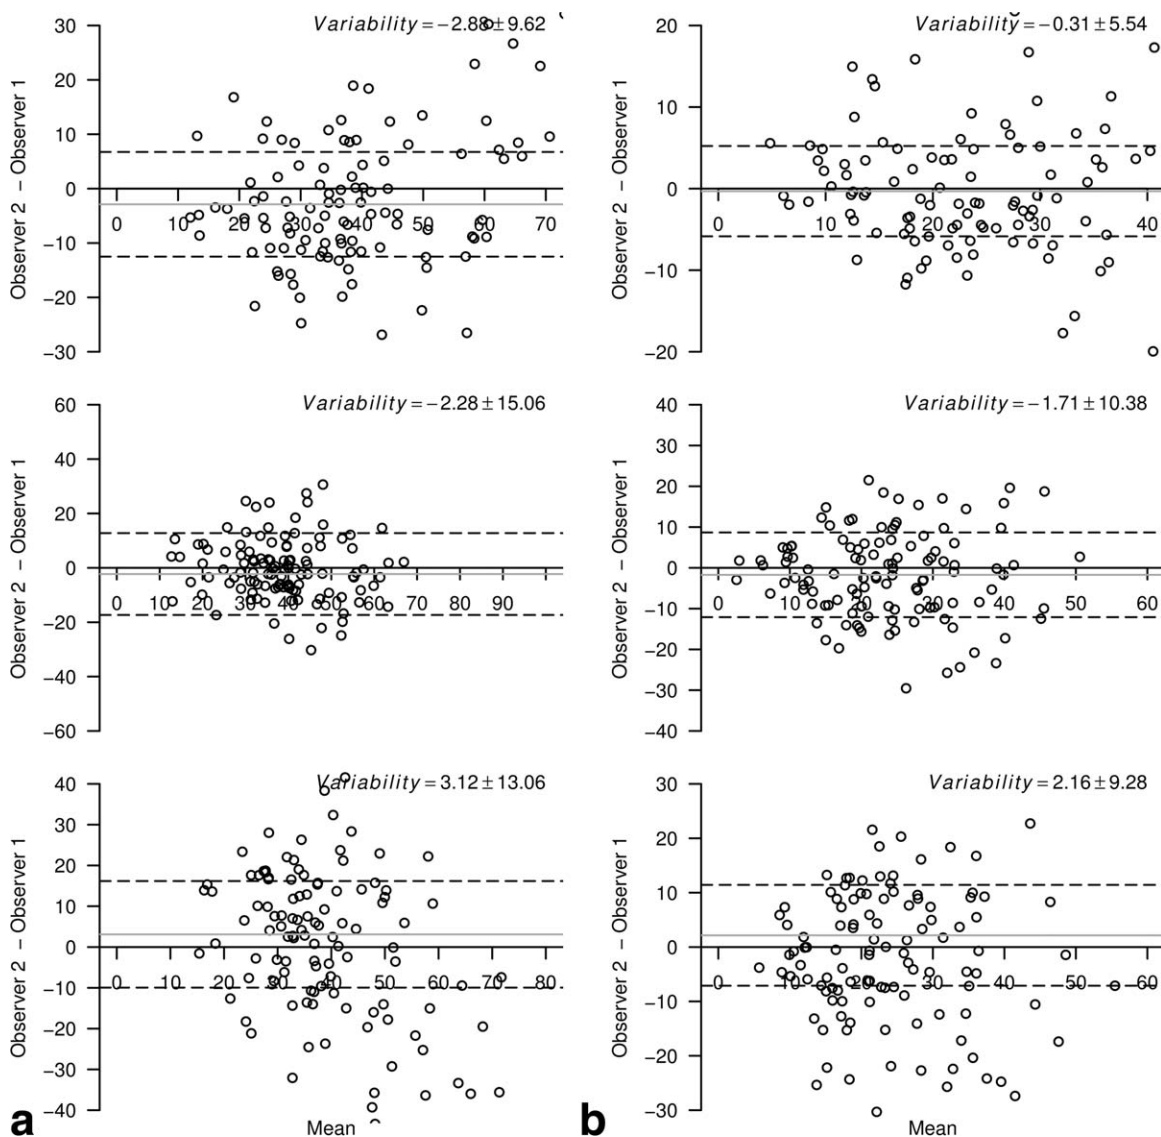 Variability = −2.88 ± 9.62
30
20
10
0
−10
−20
−30
0 10 20 30 40 50 60 70
Observer 2 − Observer 1
Variability = −0.31 ± 5.54
20
10
0
−10
−20
0 10 20 30 40
Observer 2 − Observer 1
Variability = −2.28 ± 15.06
60
40
20
0
−20
−40
−60
0 10 20 30 40 50 60 70 80 90
Observer 2 − Observer 1
Variability = −1.71 ± 10.38
40
30
20
10
0
−10
−20
−30
−40
0 10 20 30 40 50 60
Observer 2 − Observer 1
Variability = 3.12 ± 13.06
40
30
20
10
0
−10
−20
−30
−40
0 10 20 30 40 50 60 70 80
Observer 2 − Observer 1
Mean
a
Variability = 2.16 ± 9.28
30
20
10
0
−10
−20
−30
0 10 20 30 40 50 60
Observer 2 − Observer 1
Mean
b